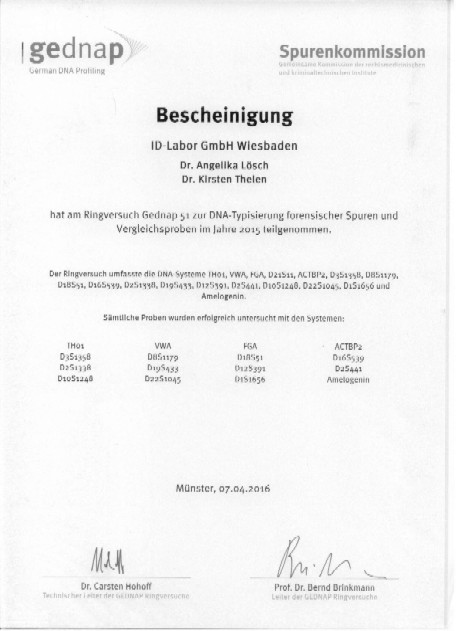 gednap
German DNA Profiling
Spurenkommission
Gemeinsame Kommission der rechtsmedizinischen
und kriminaltechnischen Institute
Bescheinigung
ID-Labor GmbH Wiesbaden
Dr. Angelika Lösch
Dr. Kirsten Thelen
hat am Ringversuch Gednap 51 zur DNA-Typisierung forensischer Spuren und
Vergleichsproben im Jahre 2015 teilgenommen.
Der Ringversuch umfasste die DNA-Systeme TH01, VWA, FGA, D21S11, ACTBP2, D3S1358, D8S1179,
D18S51, D16S539, D2S1338, D19S433, D12S391, D2S441, D10S1248, D22S1045, D1S1656 und
Amelogenin.
Sämtliche Proben wurden erfolgreich untersucht mit den Systemen:
TH01 VWA FGA ACTBP2
D3S1358 D8S1179 D18S51 D16S539
D2S1338 D19S433 D12S391 D2S441
D10S1248 D22S1045 D1S1656 Amelogenin
Münster, 07.04.2016
Dr. Carsten Hohoff Prof. Dr. Bernd Brinkmann
Technischer Leiter der GEDNAP Ringversuche Leiter der GEDNAP Ringversuche